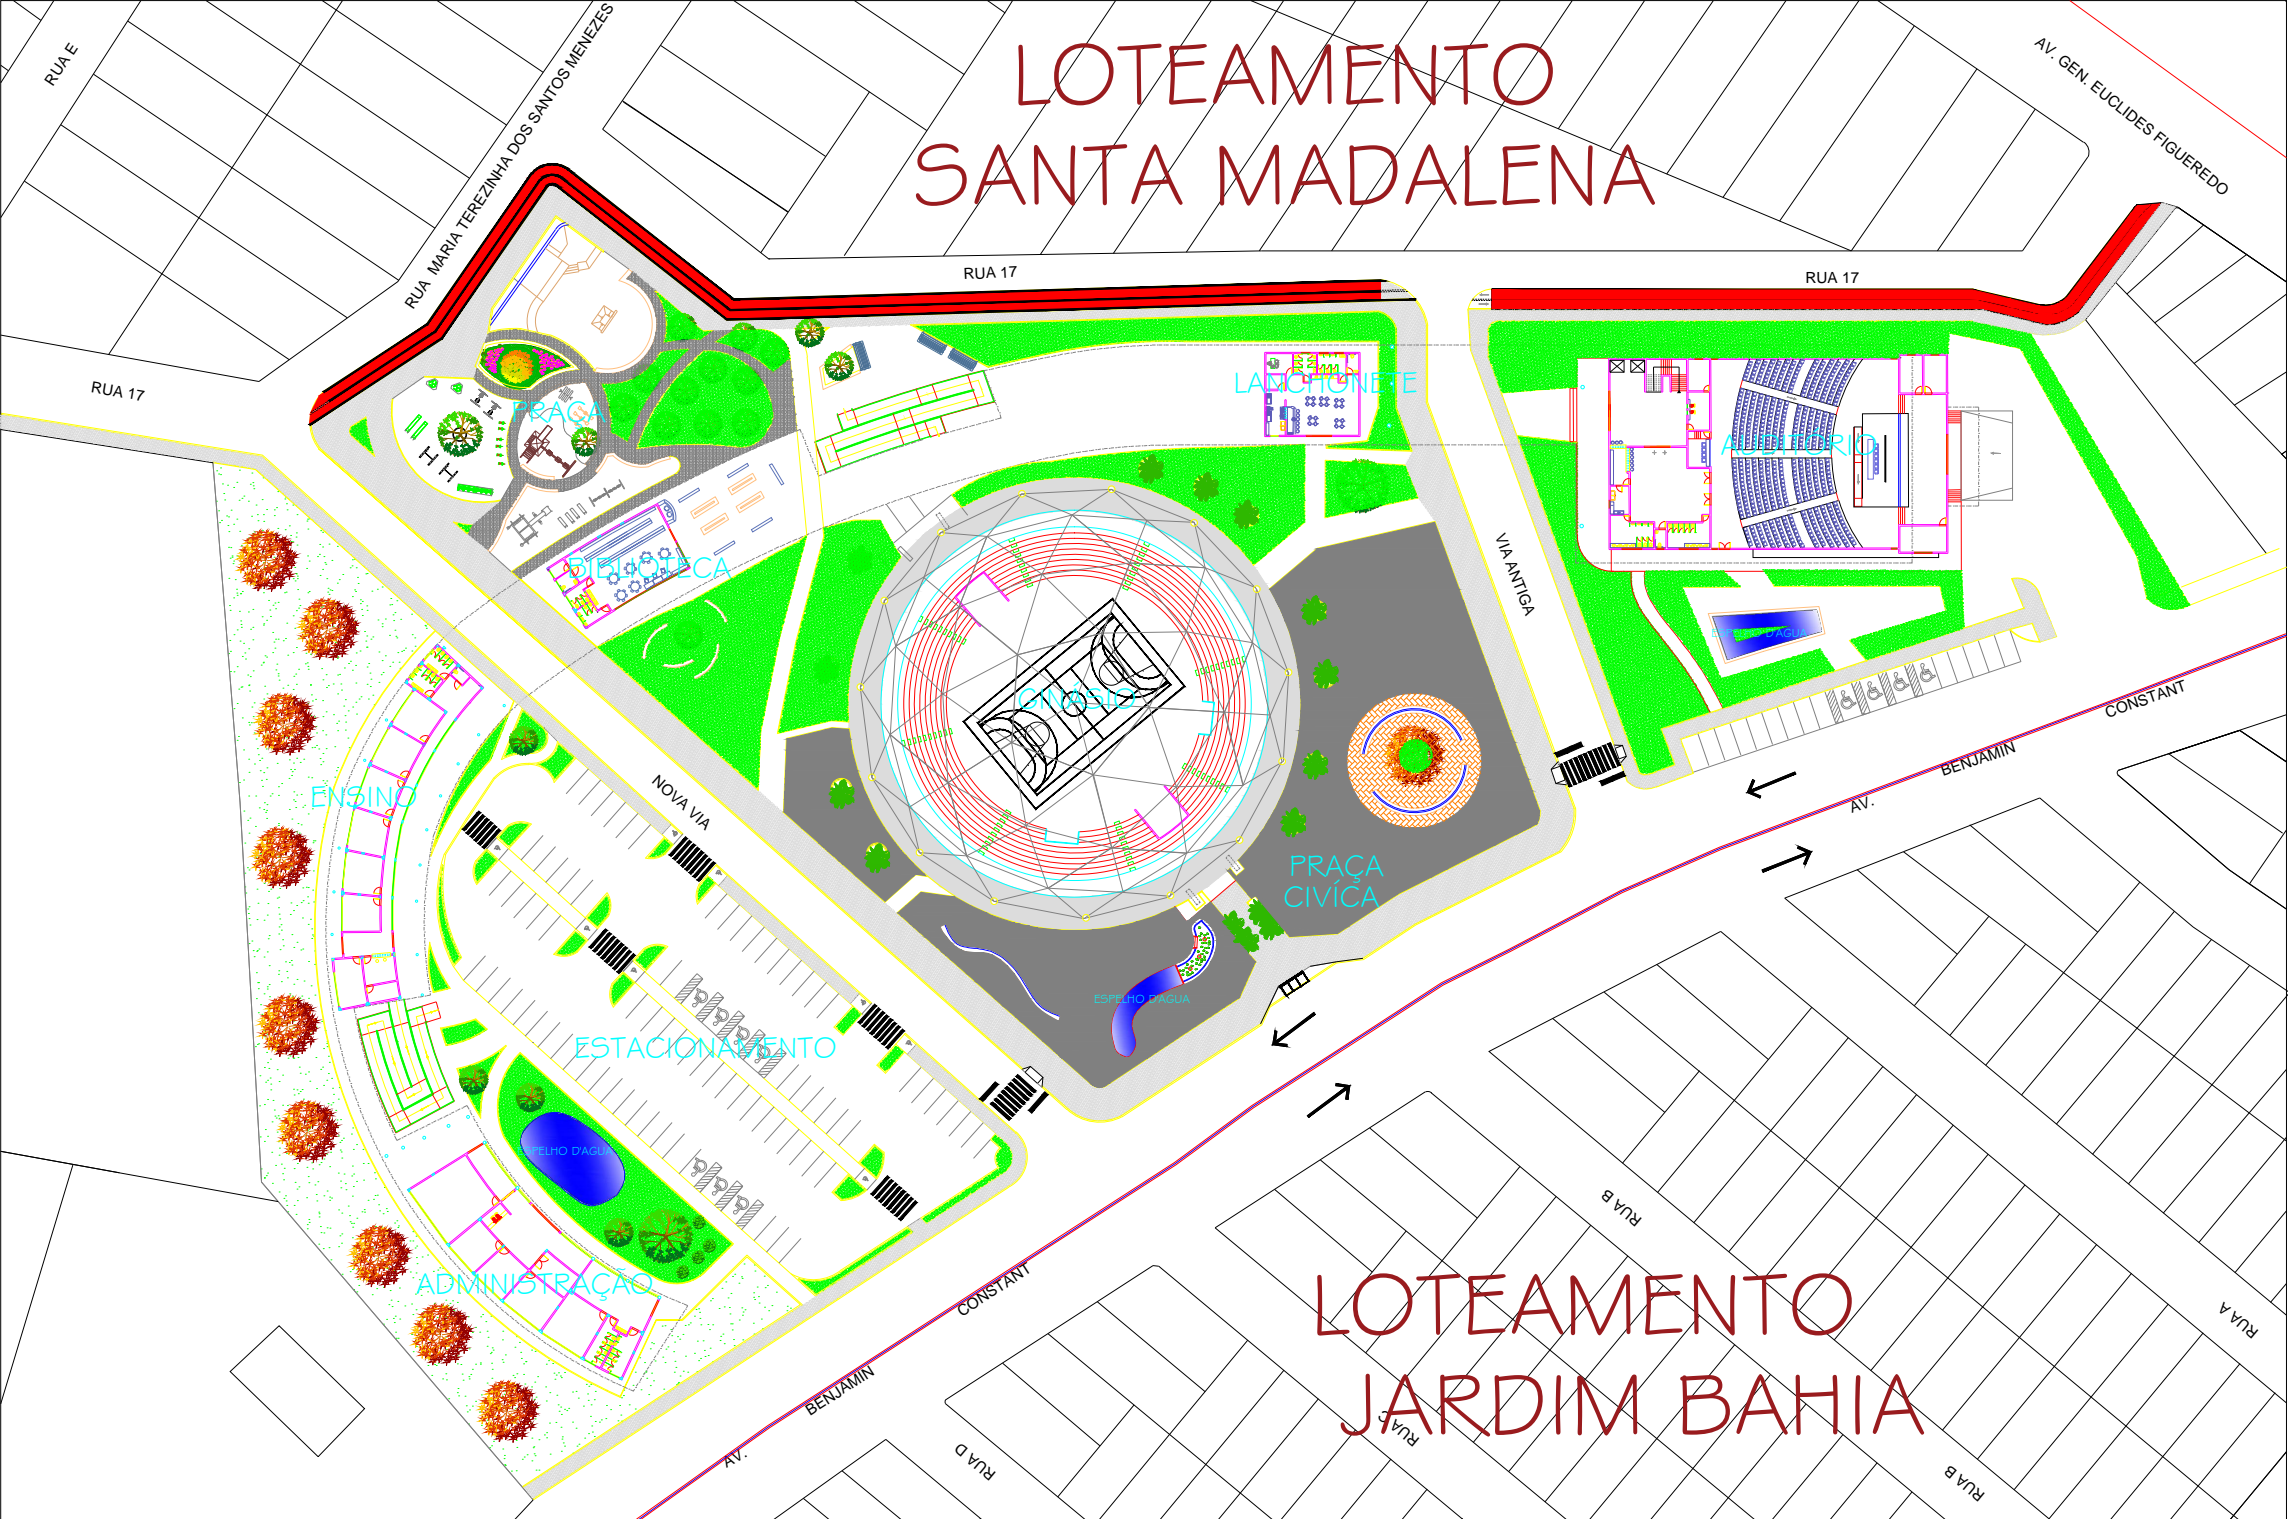 LOTEAMENTO
SANTA MADALENA
RUA E
RUA MARIA TEREZINHA DOS SANTOS MENEZES
AV. GEN. EUCLIDES FIGUEREDO
RUA 17
RUA 17
RUA 17
PRAÇA
LANCHONETE
AUDITÓRIO
BIBLIOTECA
VIA ANTIGA
ESPELHO D'AGUA
GINÁSIO
ENSINO
NOVA VIA
PRAÇA
CIVÍCA
AV. BENJAMIN CONSTANT
ESPELHO D'AGUA
ESTACIONAMENTO
ESPELHO D'AGUA
ADMINISTRAÇÃO
AV. BENJAMIN CONSTANT
LOTEAMENTO
JARDIM BAHIA
RUA B
RUA A
RUA C
RUA D
RUA B